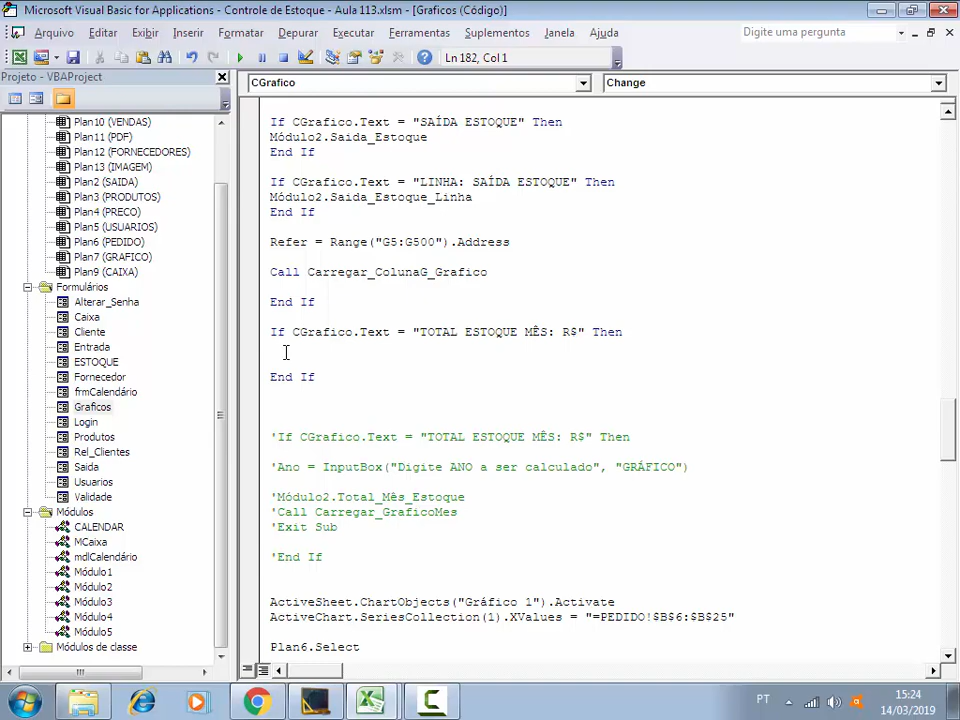 Microsoft Visual Basic for Applications - Controle de Estoque - Aula 113.xlsm - [Graficos (Código)]
Arquivo Editar Exibir Inserir Formatar Depurar Executar Ferramentas Suplementos Janela Ajuda
Digite uma pergunta
Ln 182, Col 1
Projeto - VBAProject
CGrafico
Change
Plan10 (VENDAS)
Plan11 (PDF)
Plan12 (FORNECEDORES)
Plan13 (IMAGEM)
Plan2 (SAIDA)
Plan3 (PRODUTOS)
Plan4 (PRECO)
Plan5 (USUARIOS)
Plan6 (PEDIDO)
Plan7 (GRAFICO)
Plan9 (CAIXA)
Formulários
Alterar_Senha
Caixa
Cliente
Entrada
ESTOQUE
Fornecedor
frmCalendário
Graficos
Login
Produtos
Rel_Clientes
Saida
Usuarios
Validade
Módulos
CALENDAR
MCaixa
mdlCalendário
Módulo1
Módulo2
Módulo3
Módulo4
Módulo5
Módulos de classe
If CGrafico.Text = "SAÍDA ESTOQUE" Then
Módulo2.Saida_Estoque
End If
If CGrafico.Text = "LINHA: SAÍDA ESTOQUE" Then
Módulo2.Saida_Estoque_Linha
End If
Refer = Range("G5:G500").Address
Call Carregar_ColunaG_Grafico
End If
If CGrafico.Text = "TOTAL ESTOQUE MÊS: R$" Then
End If
'If CGrafico.Text = "TOTAL ESTOQUE MÊS: R$" Then
'Ano = InputBox("Digite ANO a ser calculado", "GRÁFICO")
'Módulo2.Total_Mês_Estoque
'Call Carregar_GraficoMes
'Exit Sub
'End If
ActiveSheet.ChartObjects("Gráfico 1").Activate
ActiveChart.SeriesCollection(1).XValues = "=PEDIDO!$B$6:$B$25"
Plan6.Select
PT
15:24
14/03/2019